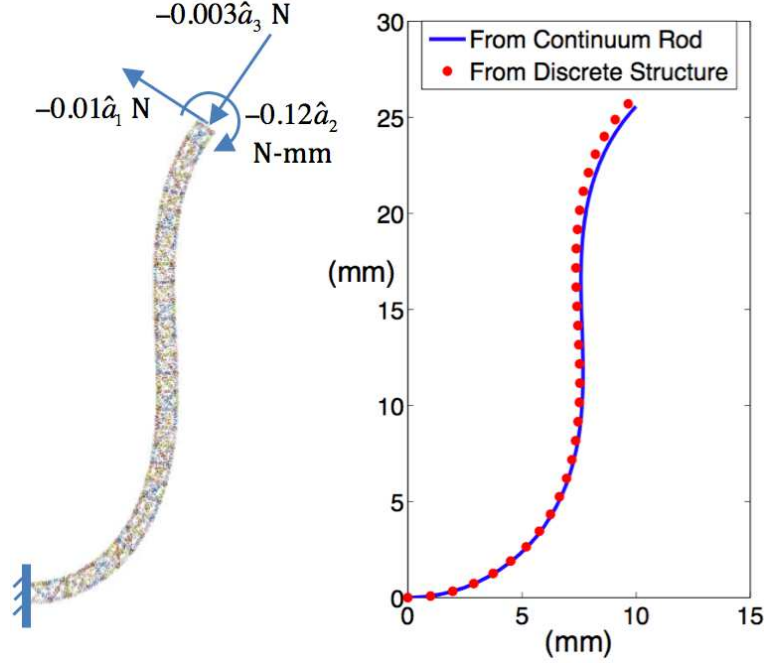 −0.003â₃ N
−0.01â₁ N
−0.12â₂
N-mm
30
25
20
15
10
5
0
(mm)
From Continuum Rod
From Discrete Structure
0
5
10
15
(mm)